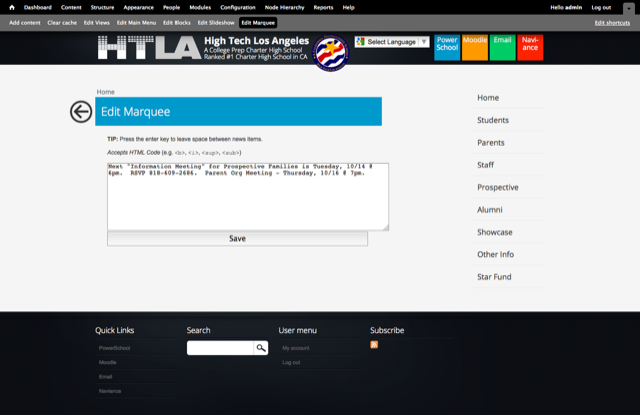 Dashboard Content Structure Appearance People Modules Configuration Node Hierarchy Reports Help Hello admin Log out
Add content Clear cache Edit Views Edit Main Menu Edit Blocks Edit Slideshow Edit Marquee Edit shortcuts
HTLA
High Tech Los Angeles
A College Prep Charter High School
Ranked #1 Charter High School in CA
Select Language
Power School
Moodle
Email
Navi-ance
Home
Edit Marquee
TIP: Press the enter key to leave space between news items.
Accepts HTML Code (e.g. <b>, <i>, <sup>, <sub>)
Next "Information Meeting" for Prospective Families is Tuesday, 10/14 @
6pm. RSVP 818-609-2686. Parent Org Meeting - Thursday, 10/16 @ 7pm.
Save
Home
Students
Parents
Staff
Prospective
Alumni
Showcase
Other Info
Star Fund
Quick Links
PowerSchool
Moodle
Email
Naviance
Search
User menu
My account
Log out
Subscribe